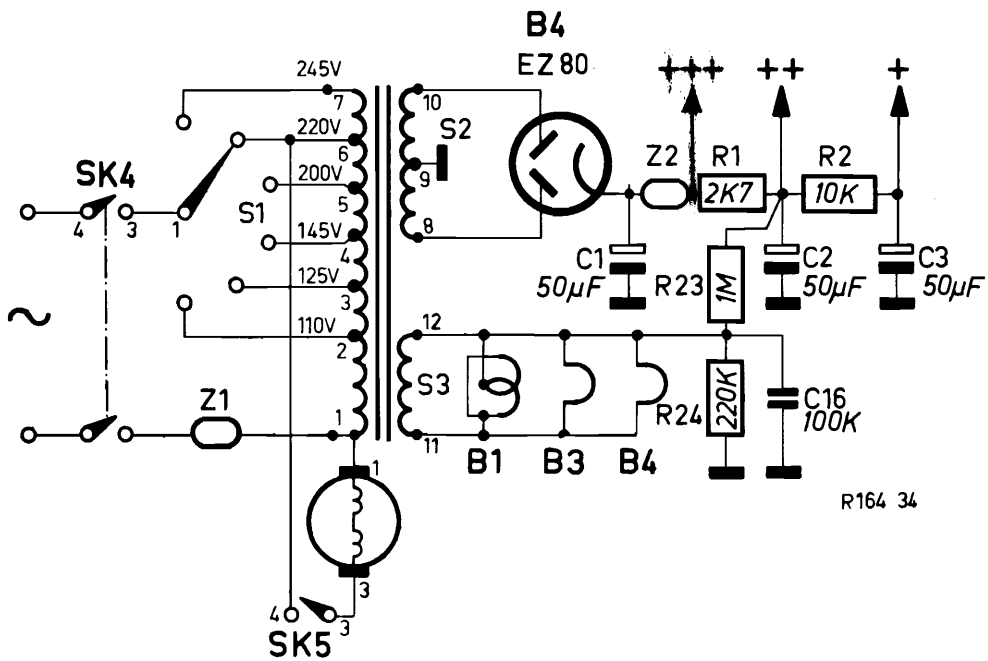 B4
EZ 80
+++
++
+
245V
7
10
220V
6
S2
SK4
200V
9
Z2
R1
R2
2K7
10K
4
3
1
S1
5
8
145V
4
C1
50µF
R23
1M
C2
50µF
C3
50µF
125V
3
~
110V
2
12
Z1
S3
R24
220K
C16
100K
1
11
B1
B3
B4
1
R164 34
3
4
3
SK5